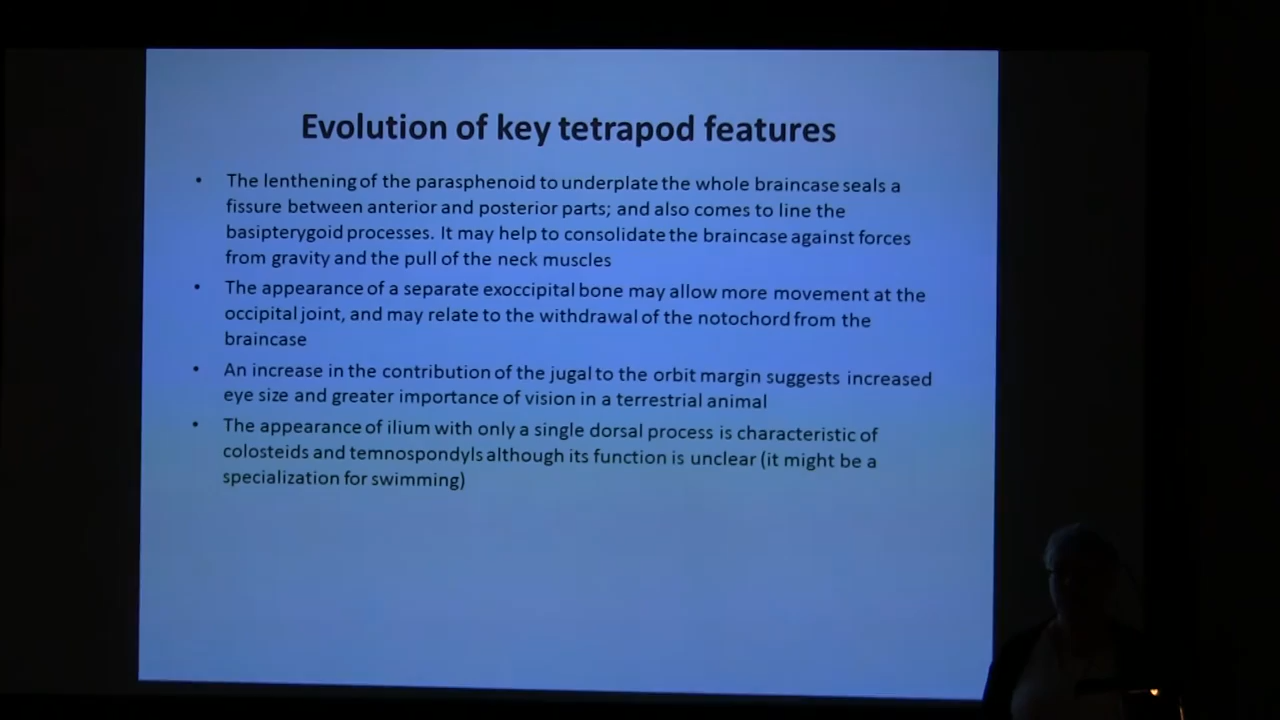 Evolution of key tetrapod features
• The lenthening of the parasphenoid to underplate the whole braincase seals a
fissure between anterior and posterior parts; and also comes to line the
basipterygoid processes. It may help to consolidate the braincase against forces
from gravity and the pull of the neck muscles
• The appearance of a separate exoccipital bone may allow more movement at the
occipital joint, and may relate to the withdrawal of the notochord from the
braincase
• An increase in the contribution of the jugal to the orbit margin suggests increased
eye size and greater importance of vision in a terrestrial animal
• The appearance of ilium with only a single dorsal process is characteristic of
colosteids and temnospondyls although its function is unclear (it might be a
specialization for swimming)